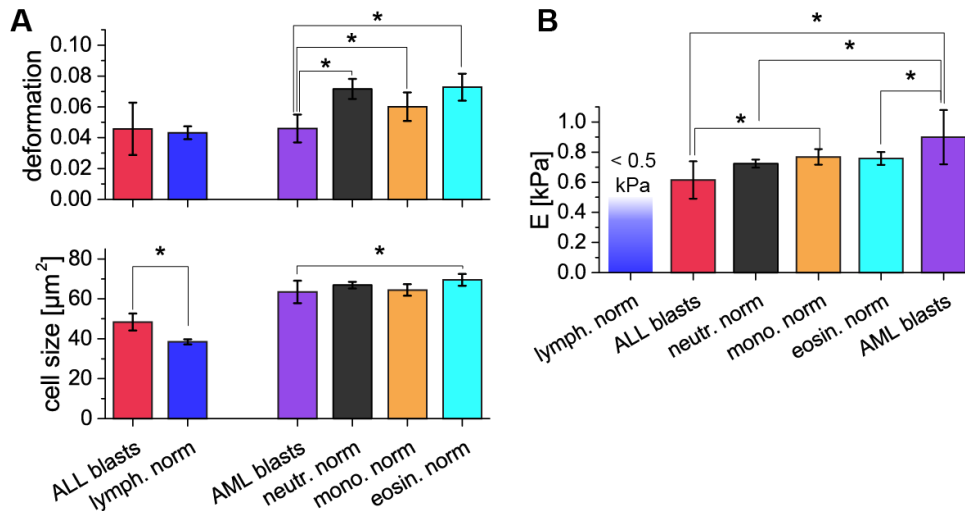 A
deformation
0.10
0.08
0.06
0.04
0.02
0.00
*
*
*
cell size [µm²]
80
60
40
20
0
*
*
ALL blasts
lymph. norm
AML blasts
neutr. norm
mono. norm
eosin. norm
B
E [kPa]
1.0
0.8
0.6
0.4
0.2
0.0
< 0.5
kPa
*
*
*
*
lymph. norm
ALL blasts
neutr. norm
mono. norm
eosin. norm
AML blasts